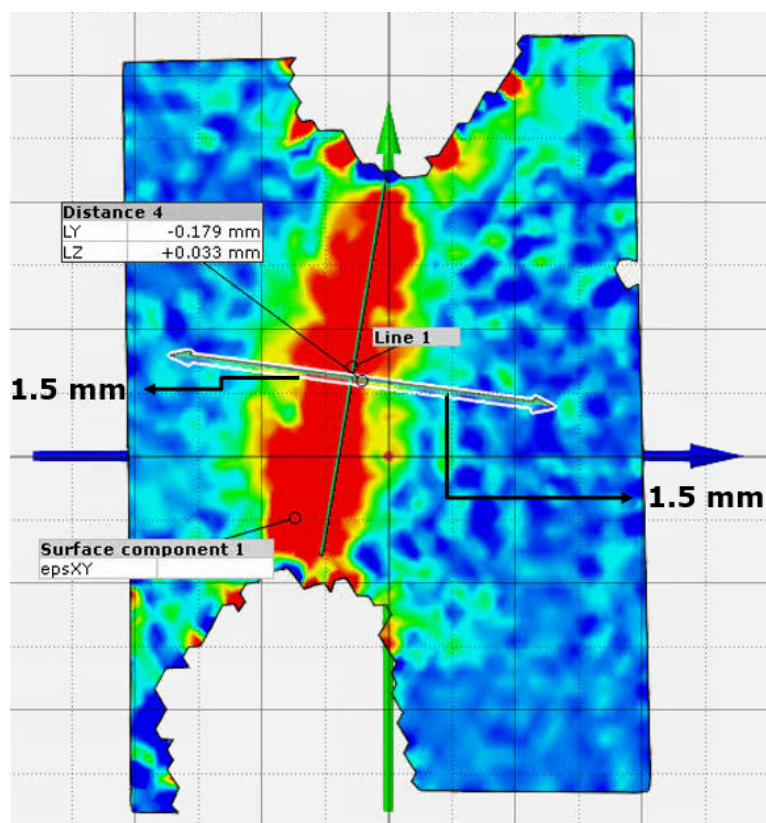 Distance 4
LY -0.179 mm
LZ +0.033 mm
Line 1
1.5 mm
1.5 mm
Surface component 1
epsXY